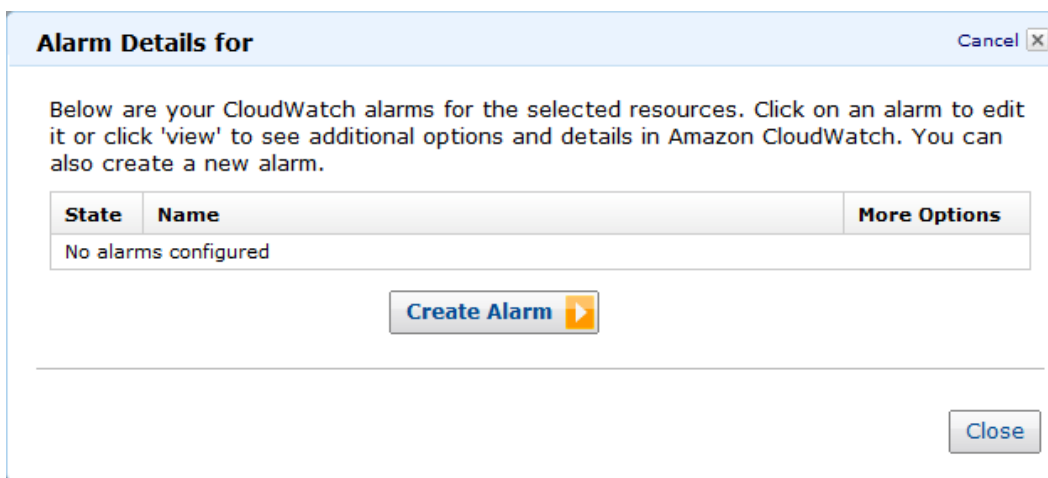 Alarm Details for
Cancel
Below are your CloudWatch alarms for the selected resources. Click on an alarm to edit
it or click 'view' to see additional options and details in Amazon CloudWatch. You can
also create a new alarm.
State Name More Options
No alarms configured
Create Alarm
Close